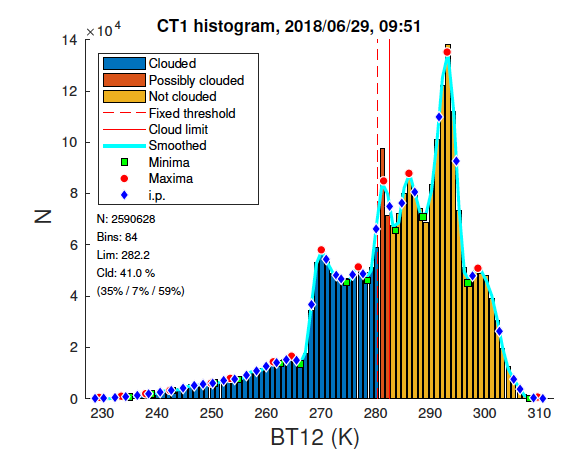 CT1 histogram, 2018/06/29, 09:51
×10⁴
14
12
10
8
6
4
2
0
N
Clouded
Possibly clouded
Not clouded
Fixed threshold
Cloud limit
Smoothed
Minima
Maxima
i.p.
N: 2590628
Bins: 84
Lim: 282.2
Cld: 41.0 %
(35% / 7% / 59%)
230 240 250 260 270 280 290 300 310
BT12 (K)